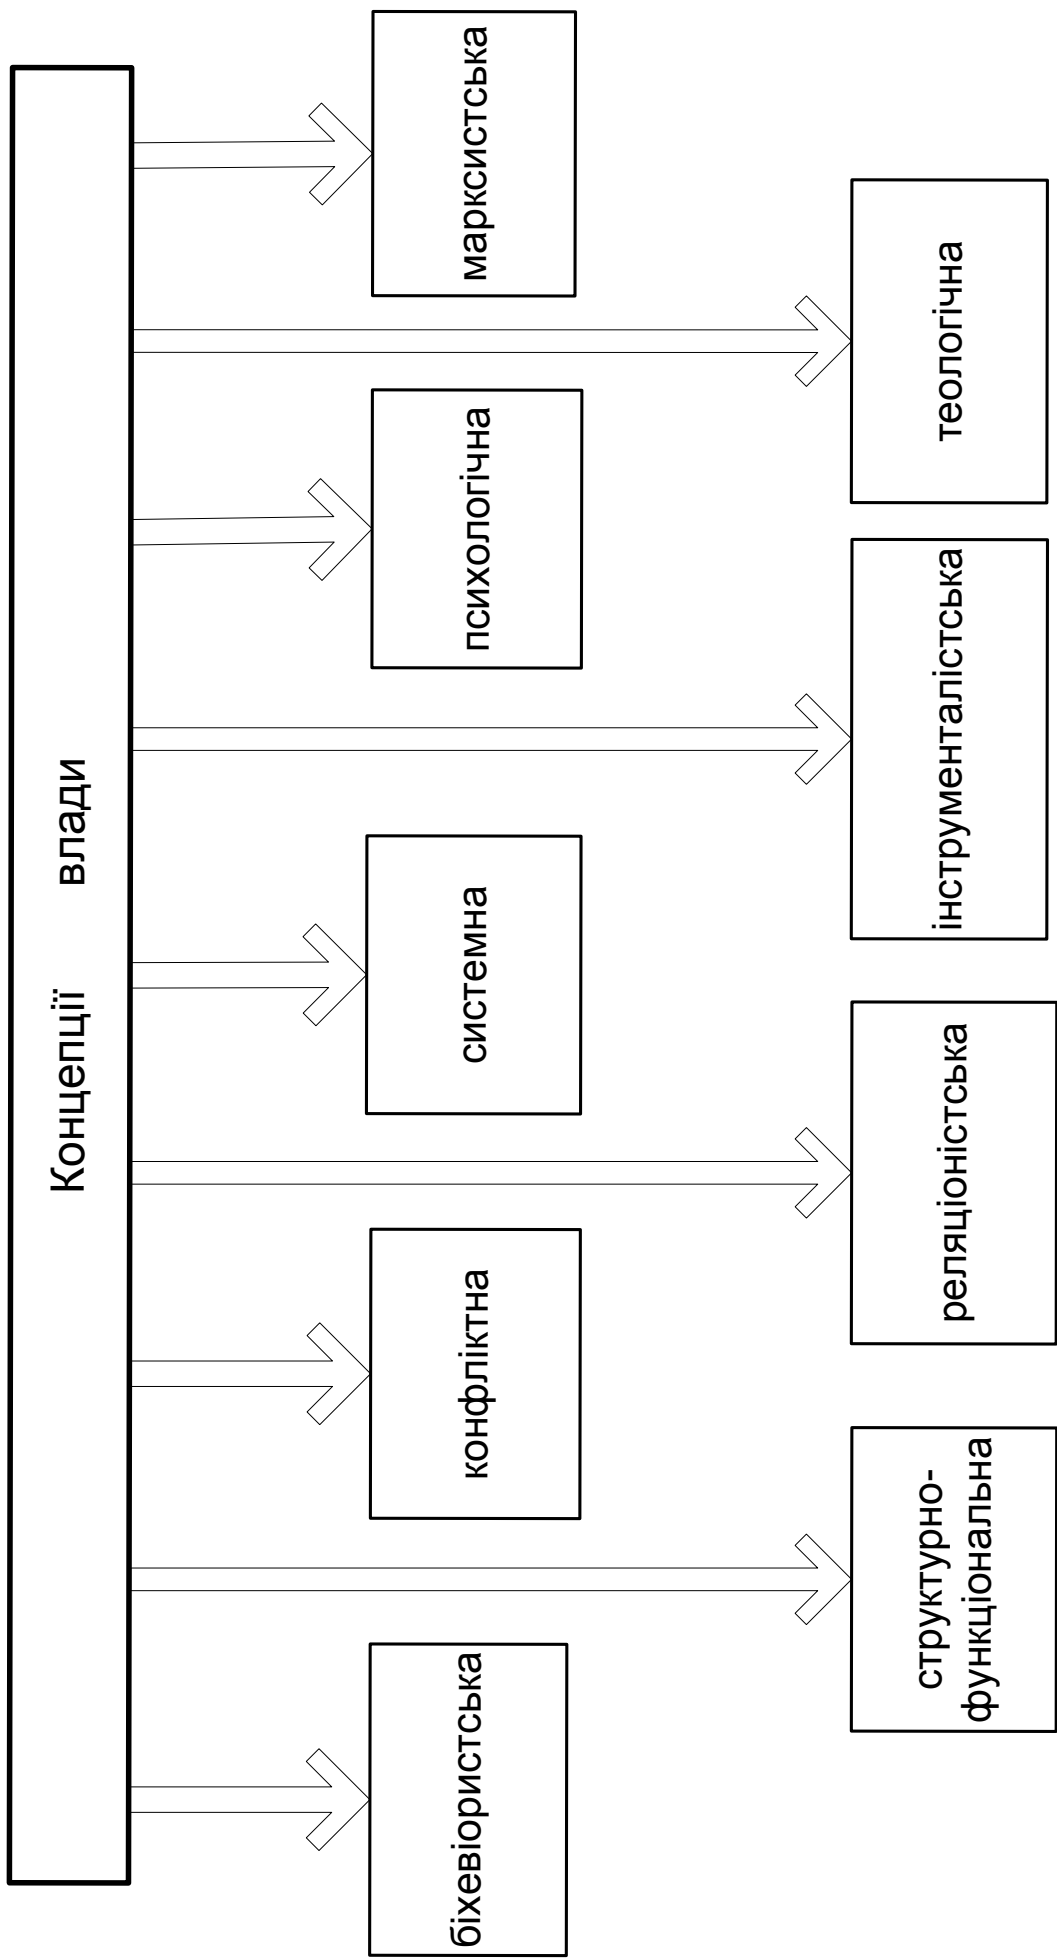 Концепції влади
біхевіористська
конфліктна
системна
психологічна
марксистська
структурно-
функціональна
реляціоністська
інструменталістська
теологічна